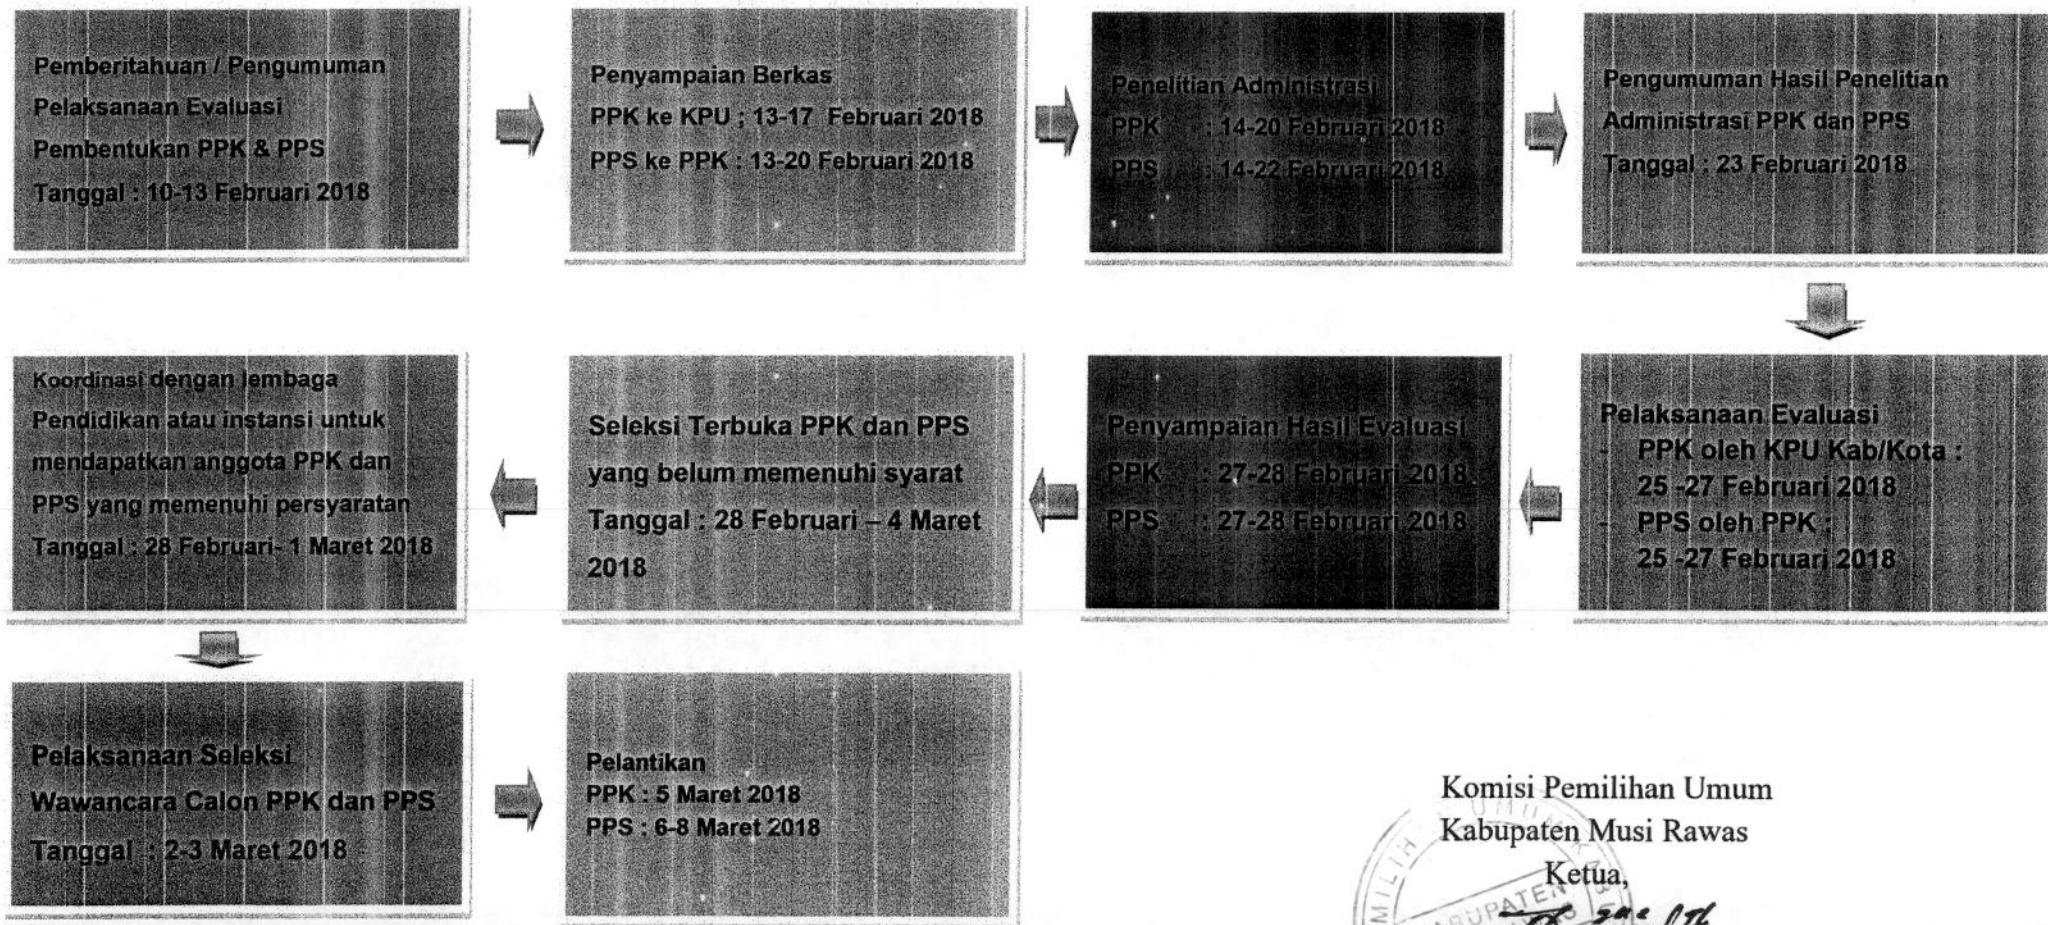 Pemberitahuan / Pengumuman
Pelaksanaan Evaluasi
Pembentukan PPK & PPS
Tanggal : 10-13 Februari 2018
Penyampaian Berkas
PPK ke KPU ; 13-17 Februari 2018
PPS ke PPK : 13-20 Februari 2018
Penelitian Administrasi
PPK : 14-20 Februari 2018
PPS : 14-22 Februari 2018
Pengumuman Hasil Penelitian
Administrasi PPK dan PPS
Tanggal : 23 Februari 2018
Pelaksanaan Evaluasi
- PPK oleh KPU Kab/Kota :
25 -27 Februari 2018
- PPS oleh PPK :
25 -27 Februari 2018
Penyampaian Hasil Evaluasi
PPK : 27-28 Februari 2018
PPS : 27-28 Februari 2018
Seleksi Terbuka PPK dan PPS
yang belum memenuhi syarat
Tanggal : 28 Februari – 4 Maret
2018
Koordinasi dengan lembaga
Pendidikan atau instansi untuk
mendapatkan anggota PPK dan
PPS yang memenuhi persyaratan
Tanggal : 28 Februari- 1 Maret 2018
Pelaksanaan Seleksi
Wawancara Calon PPK dan PPS
Tanggal : 2-3 Maret 2018
Pelantikan
PPK : 5 Maret 2018
PPS : 6-8 Maret 2018
Komisi Pemilihan Umum
Kabupaten Musi Rawas
Ketua,